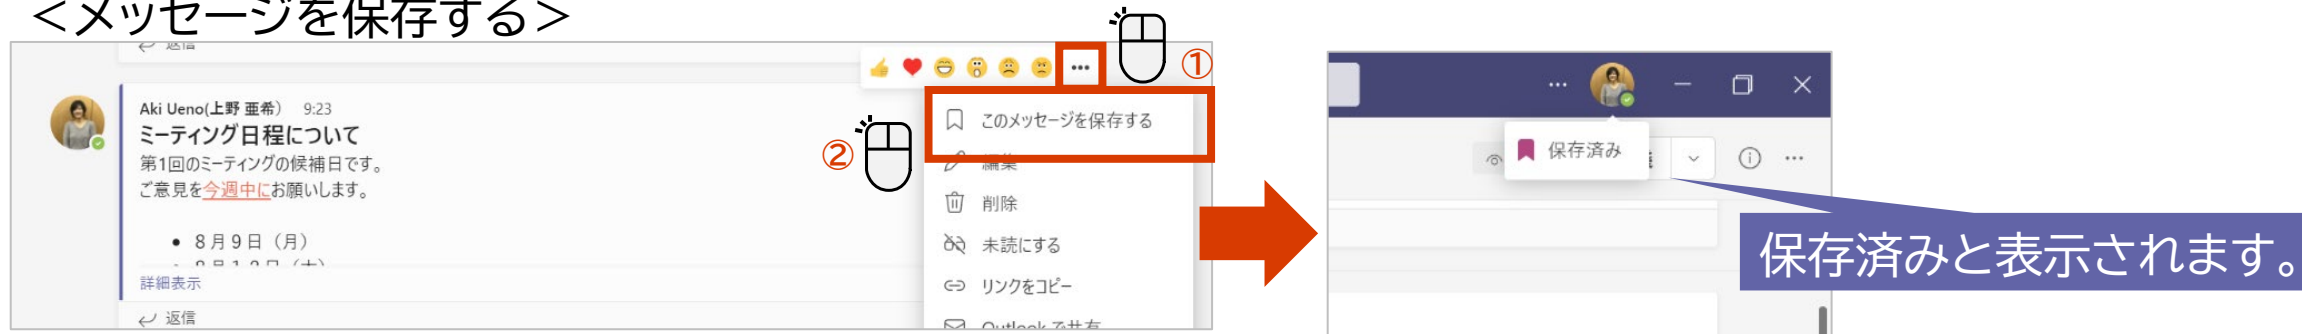 ＜メッセージを保存する＞
返信
①
Aki Ueno(上野 亜希) 9:23
ミーティング日程について
第1回のミーティングの候補日です。
ご意見を今週中にお願いします。
• 8月9日（月）
詳細表示
返信
②
このメッセージを保存する
編集
削除
未読にする
リンクをコピー
Outlook で共有
保存済み
保存済みと表示されます。